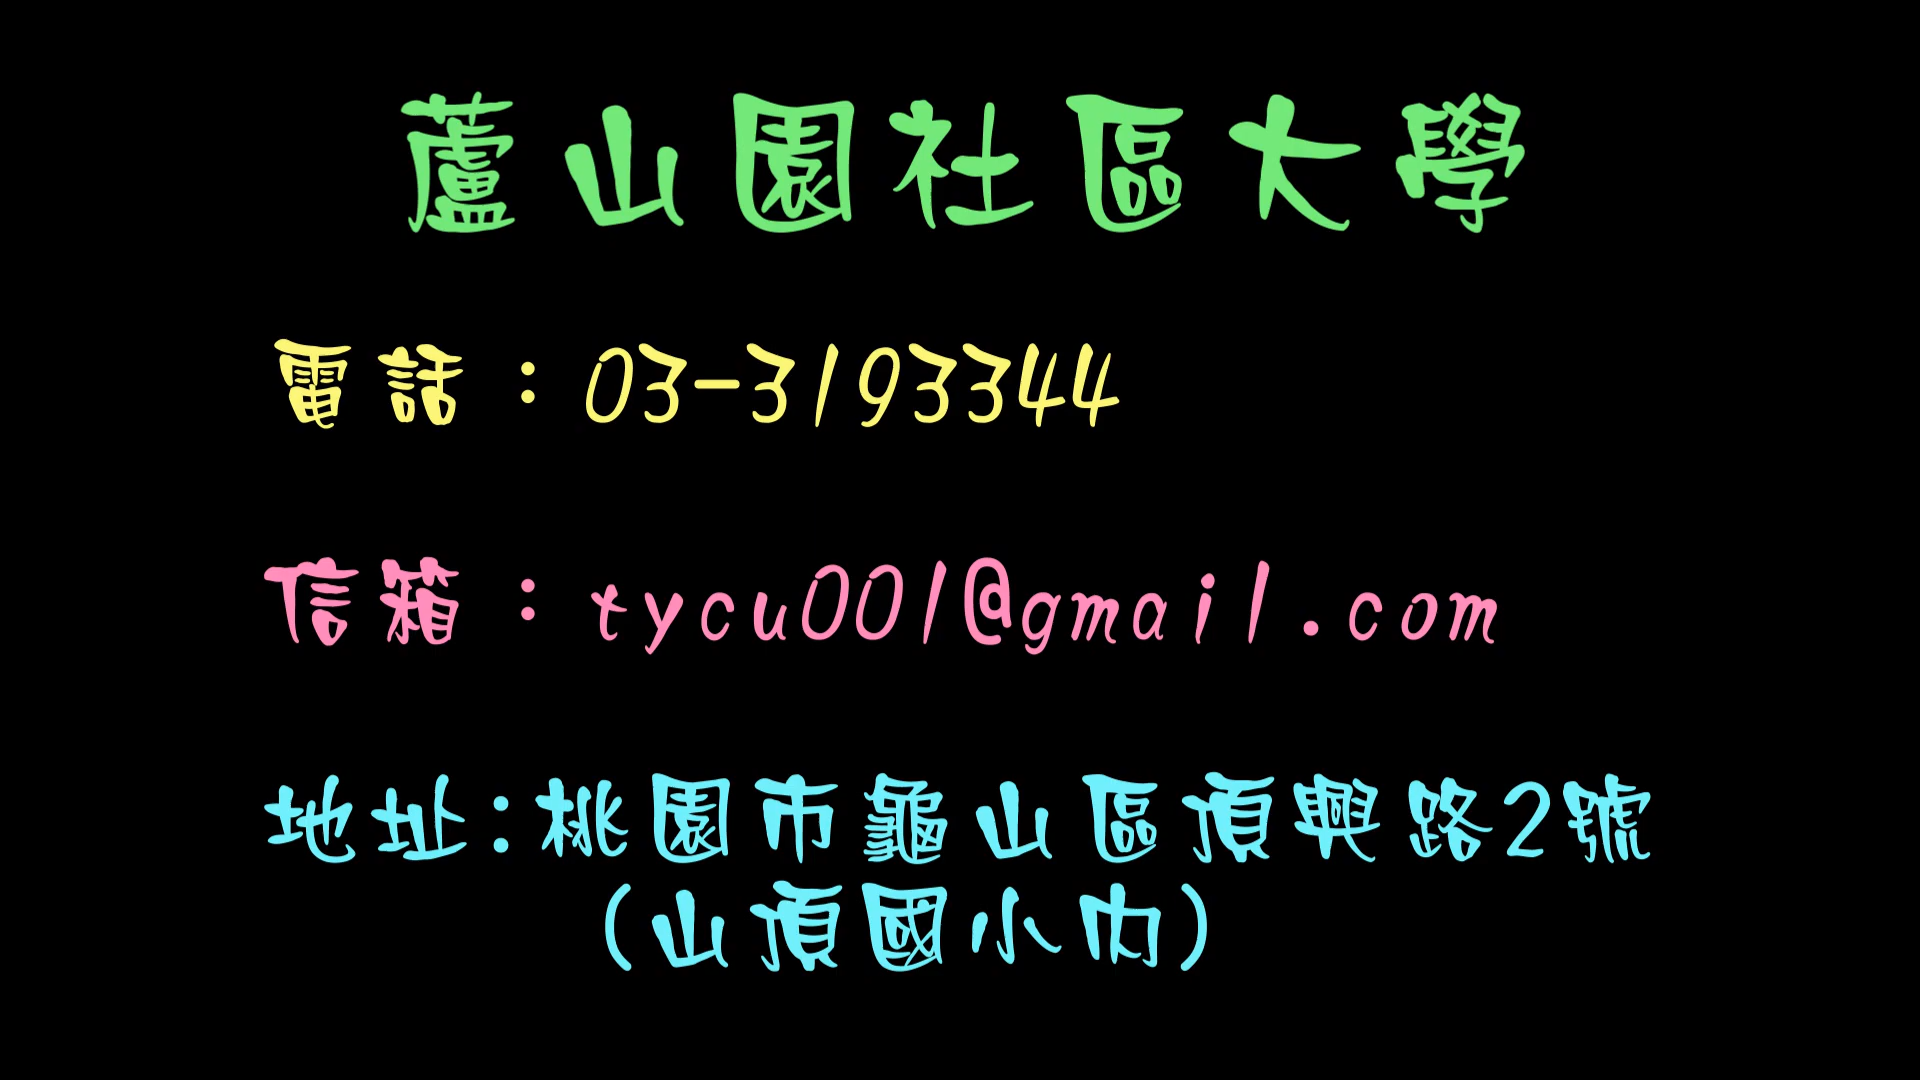 蘆山園社區大學
電話：03-3193344
信箱：tycu001@gmail.com
地址:桃園市龜山區頂興路2號
(山頂國小內)